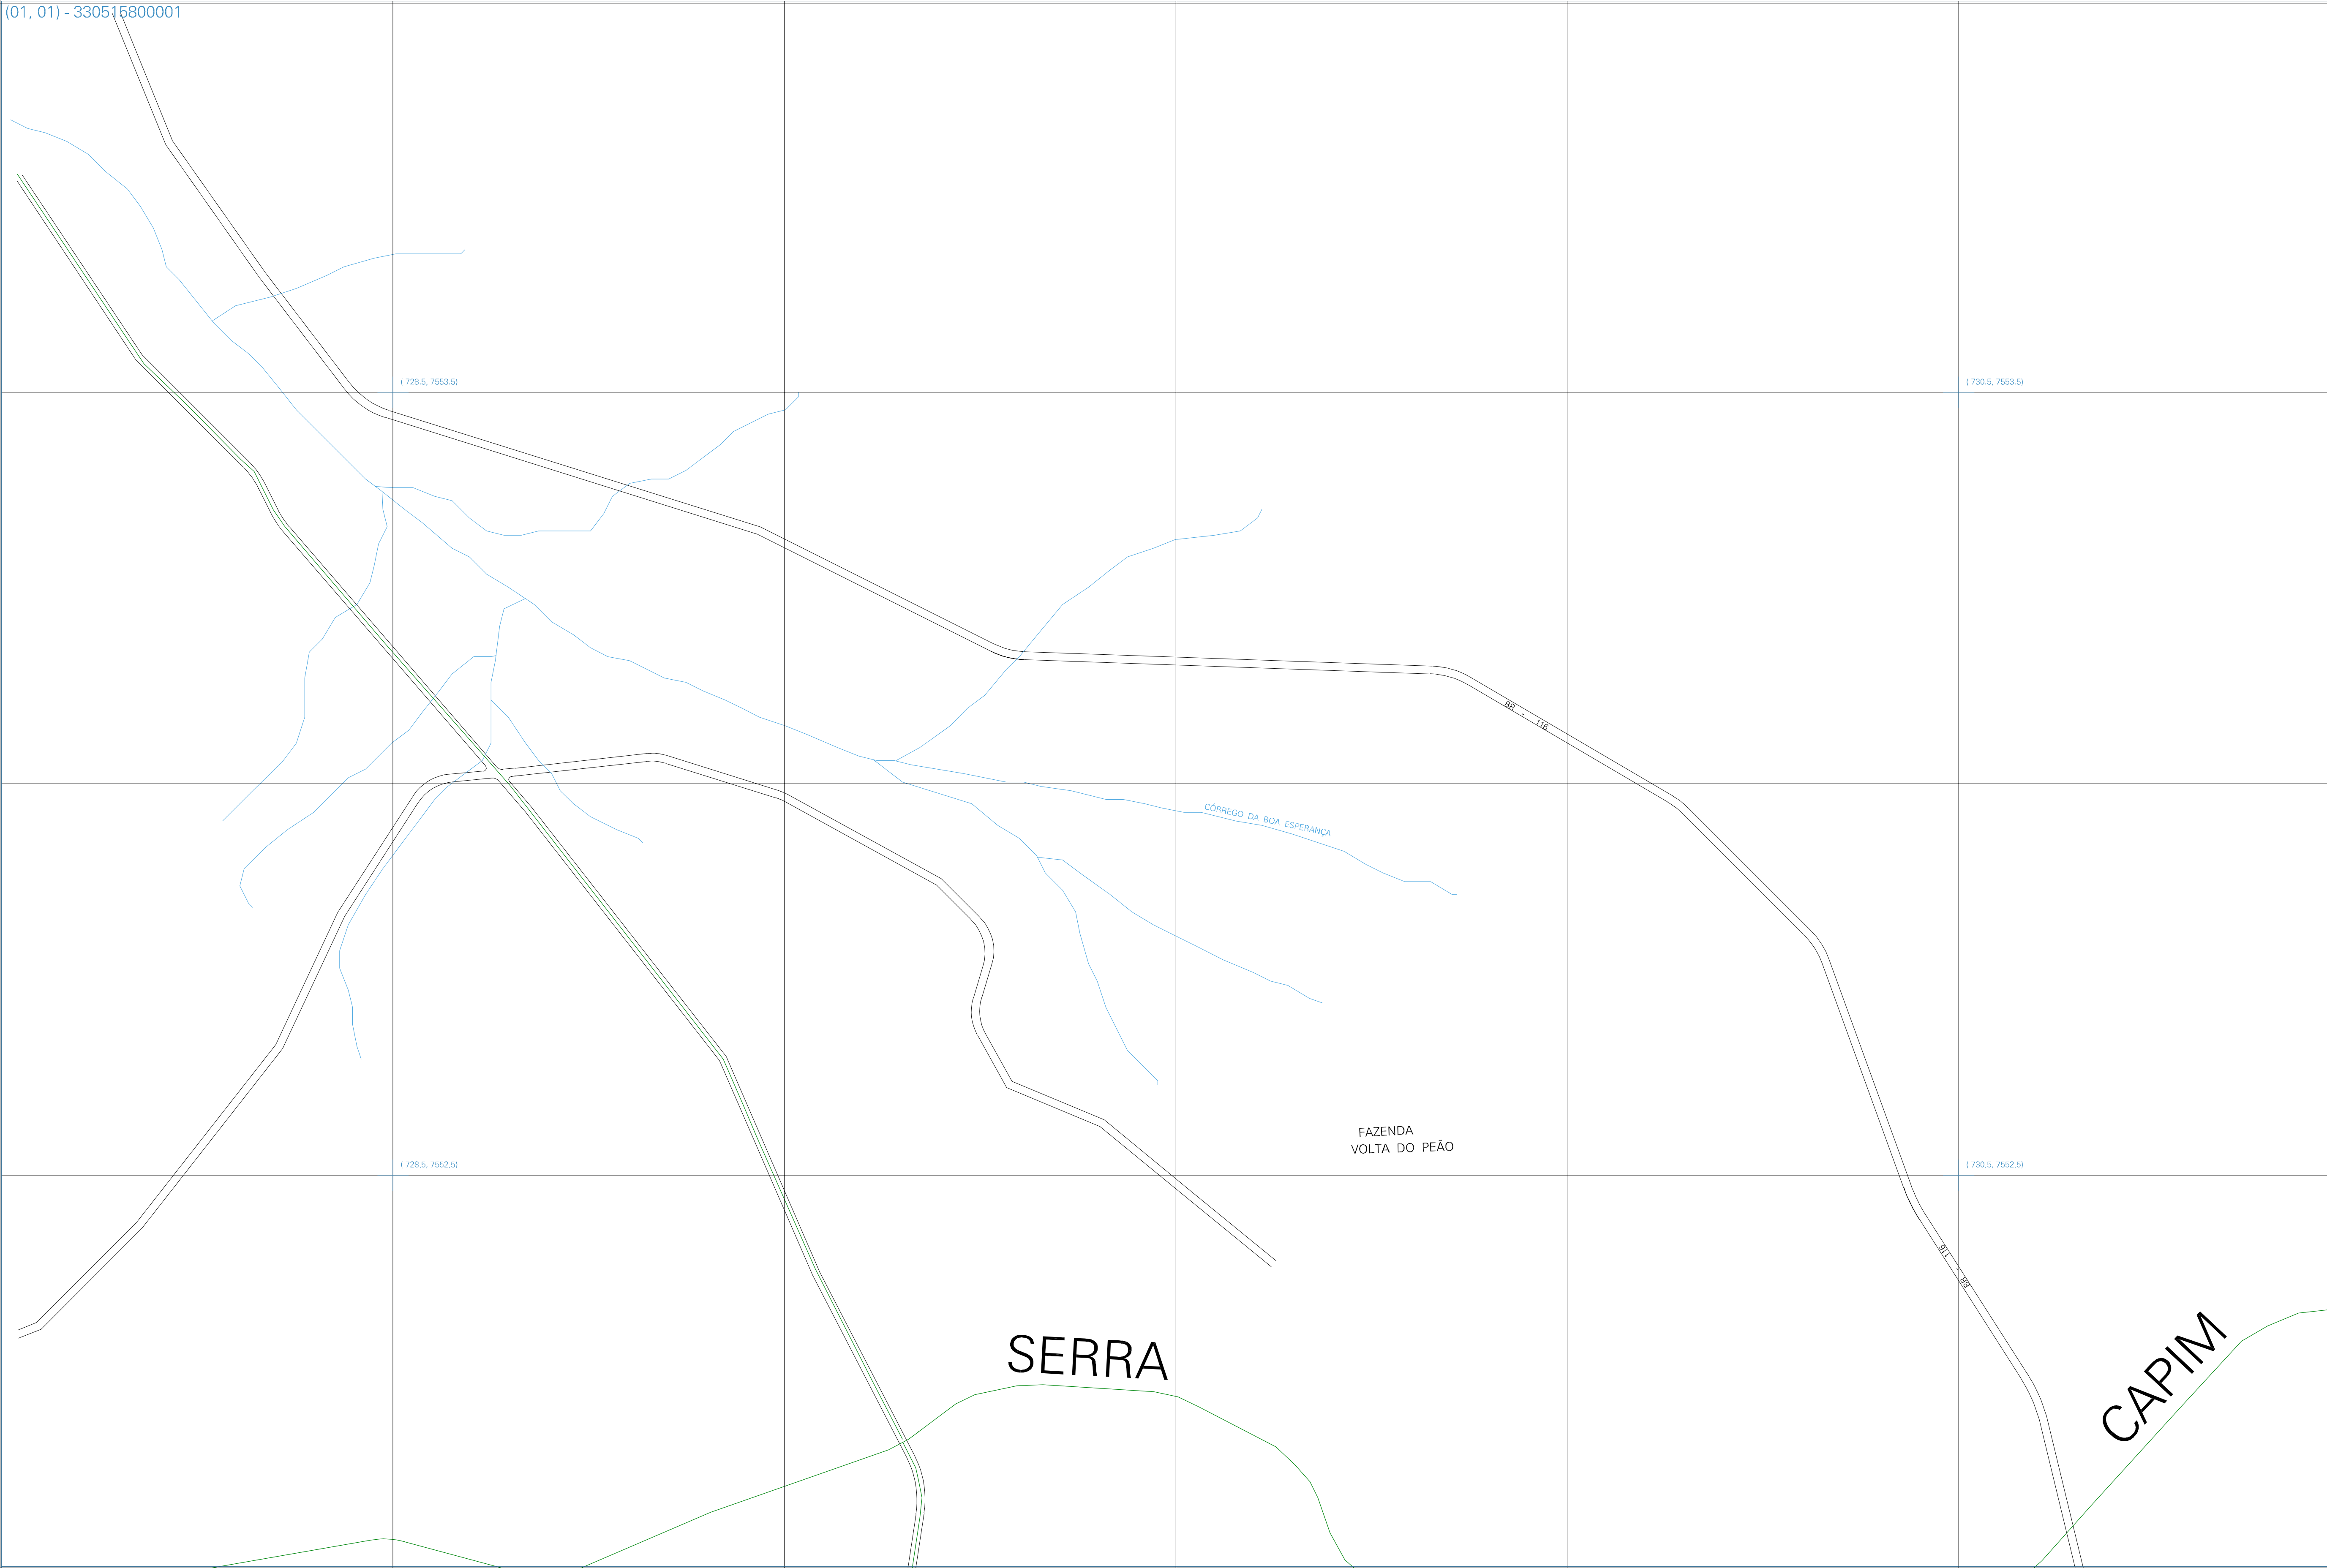 (01, 01) - 330515800001
( 728.5, 7553.5)
( 730.5, 7553.5)
BR - 116
CÓRREGO DA BOA ESPERANÇA
FAZENDA
VOLTA DO PEÃO
( 728.5, 7552.5)
( 730.5, 7552.5)
BR - 116
SERRA
CAPIM